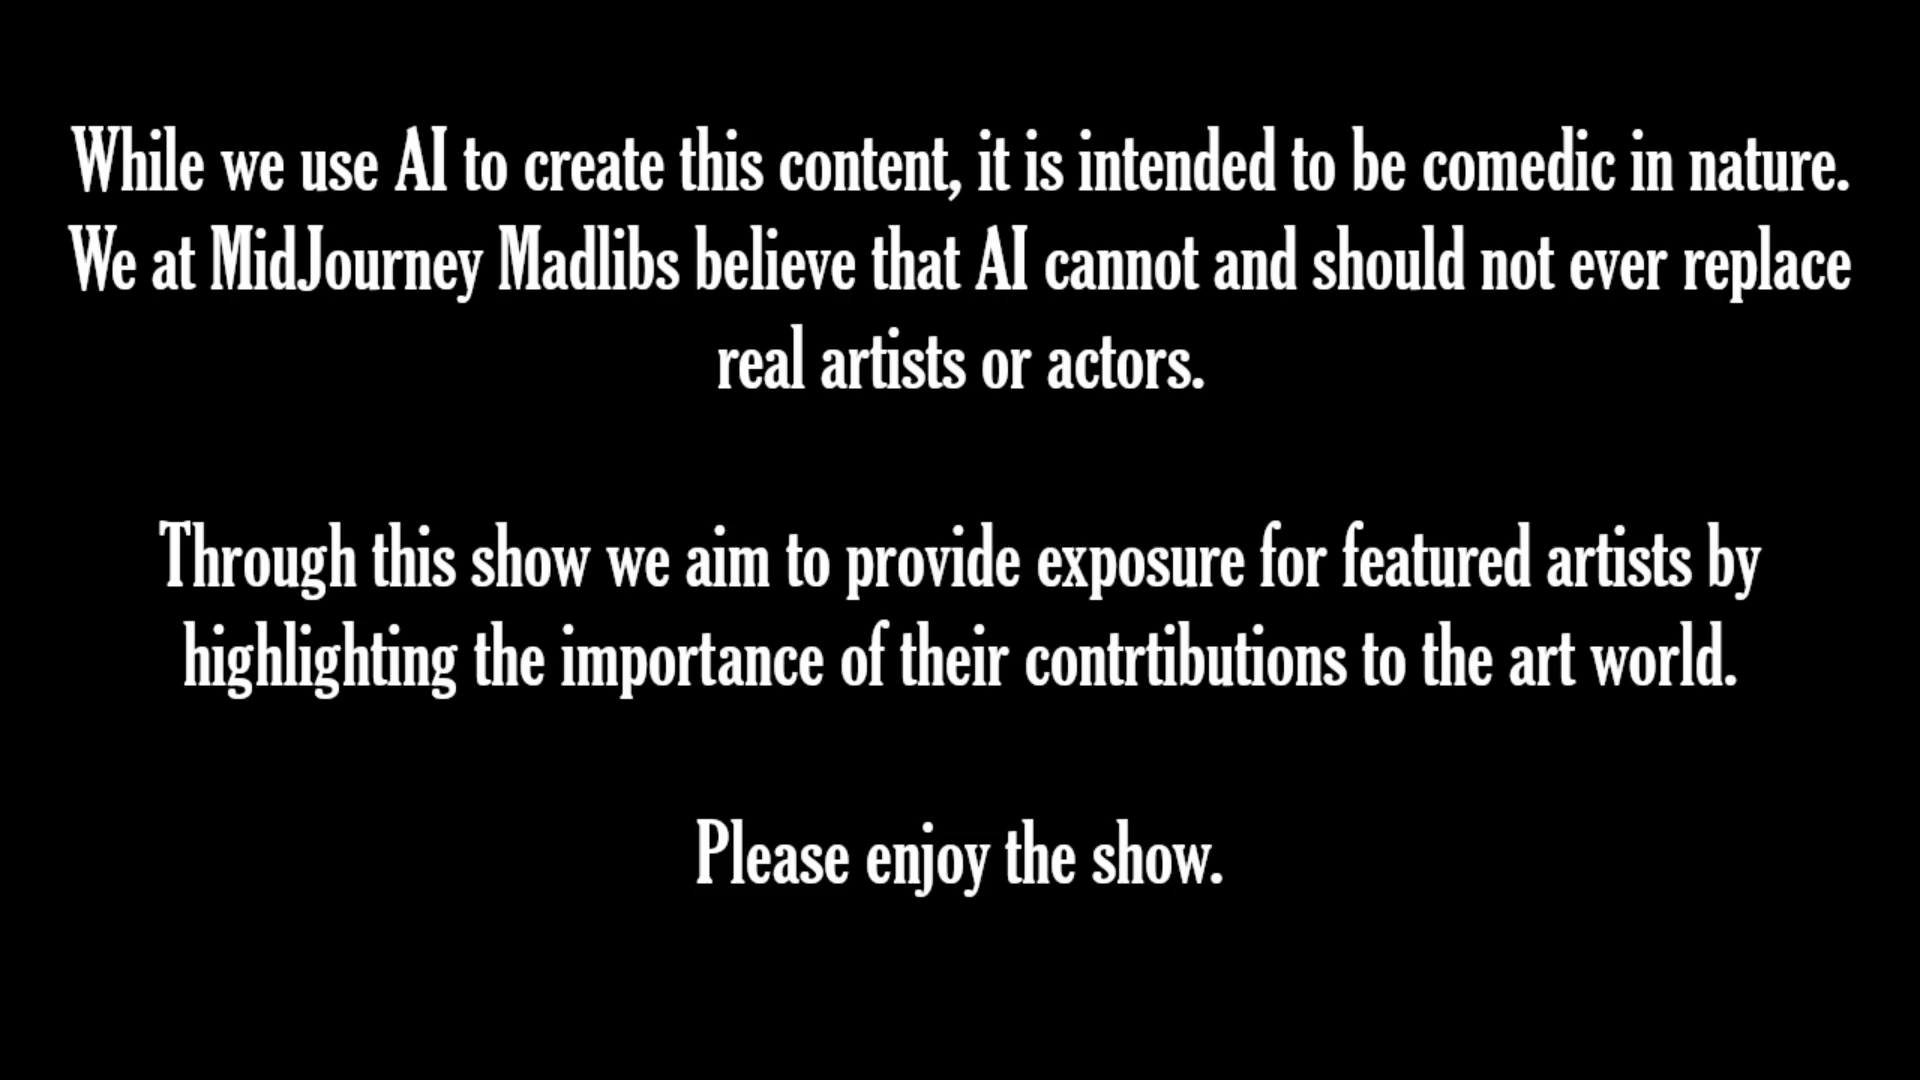 While we use AI to create this content, it is intended to be comedic in nature.
We at MidJourney Madlibs believe that AI cannot and should not ever replace
real artists or actors.
Through this show we aim to provide exposure for featured artists by
highlighting the importance of their contrtibutions to the art world.
Please enjoy the show.